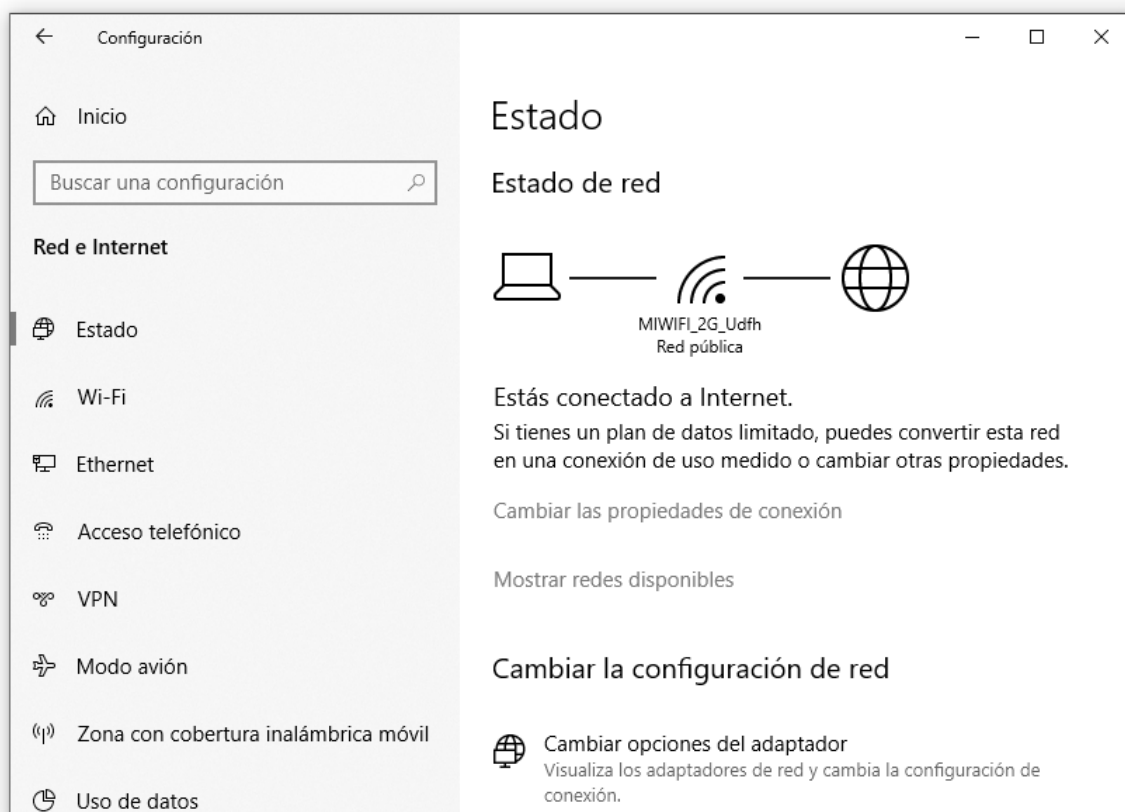 Configuración
Inicio
Buscar una configuración
Red e Internet
Estado
Wi-Fi
Ethernet
Acceso telefónico
VPN
Modo avión
Zona con cobertura inalámbrica móvil
Uso de datos
Estado
Estado de red
MIWIFI_2G_Udfh
Red pública
Estás conectado a Internet.
Si tienes un plan de datos limitado, puedes convertir esta red
en una conexión de uso medido o cambiar otras propiedades.
Cambiar las propiedades de conexión
Mostrar redes disponibles
Cambiar la configuración de red
Cambiar opciones del adaptador
Visualiza los adaptadores de red y cambia la configuración de
conexión.